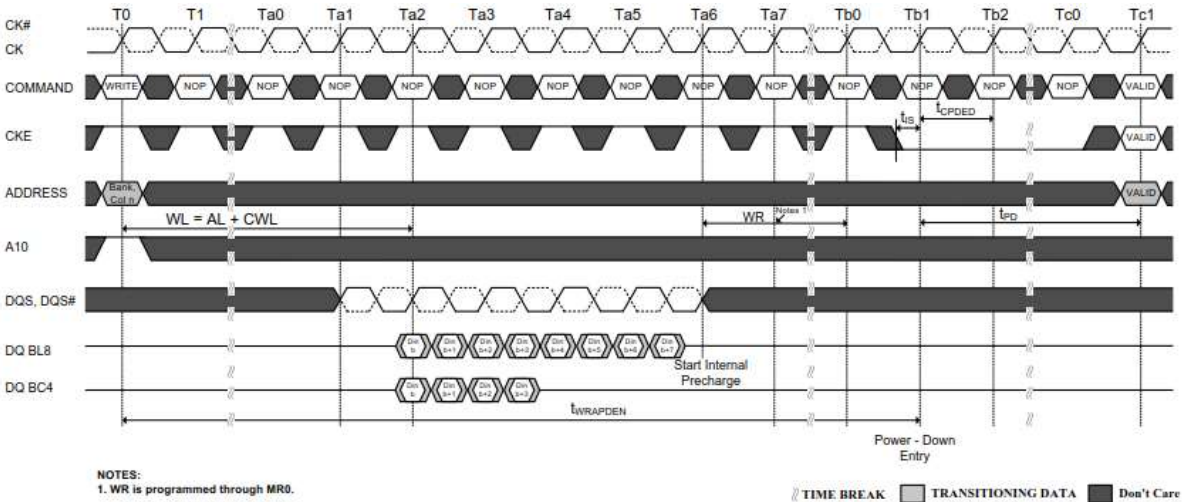 T0 T1 Ta0 Ta1 Ta2 Ta3 Ta4 Ta5 Ta6 Ta7 Tb0 Tb1 Tb2 Tc0 Tc1
CK#
CK
COMMAND WRITE NOP NOP NOP NOP NOP NOP NOP NOP NOP NOP NOP NOP NOP VALID
tIS tCPDED
CKE VALID
ADDRESS Bank, Col n VALID
WL = AL + CWL WR Notes 1 tPD
A10
DQS, DQS#
DQ BL8 Din b Din b+1 Din b+2 Din b+3 Din b+4 Din b+5 Din b+6 Din b+7
Start Internal
Precharge
DQ BC4 Din b Din b+1 Din b+2 Din b+3
tWRAPDEN
Power - Down
Entry
NOTES:
1. WR is programmed through MR0.
TIME BREAK TRANSITIONING DATA Don't Care